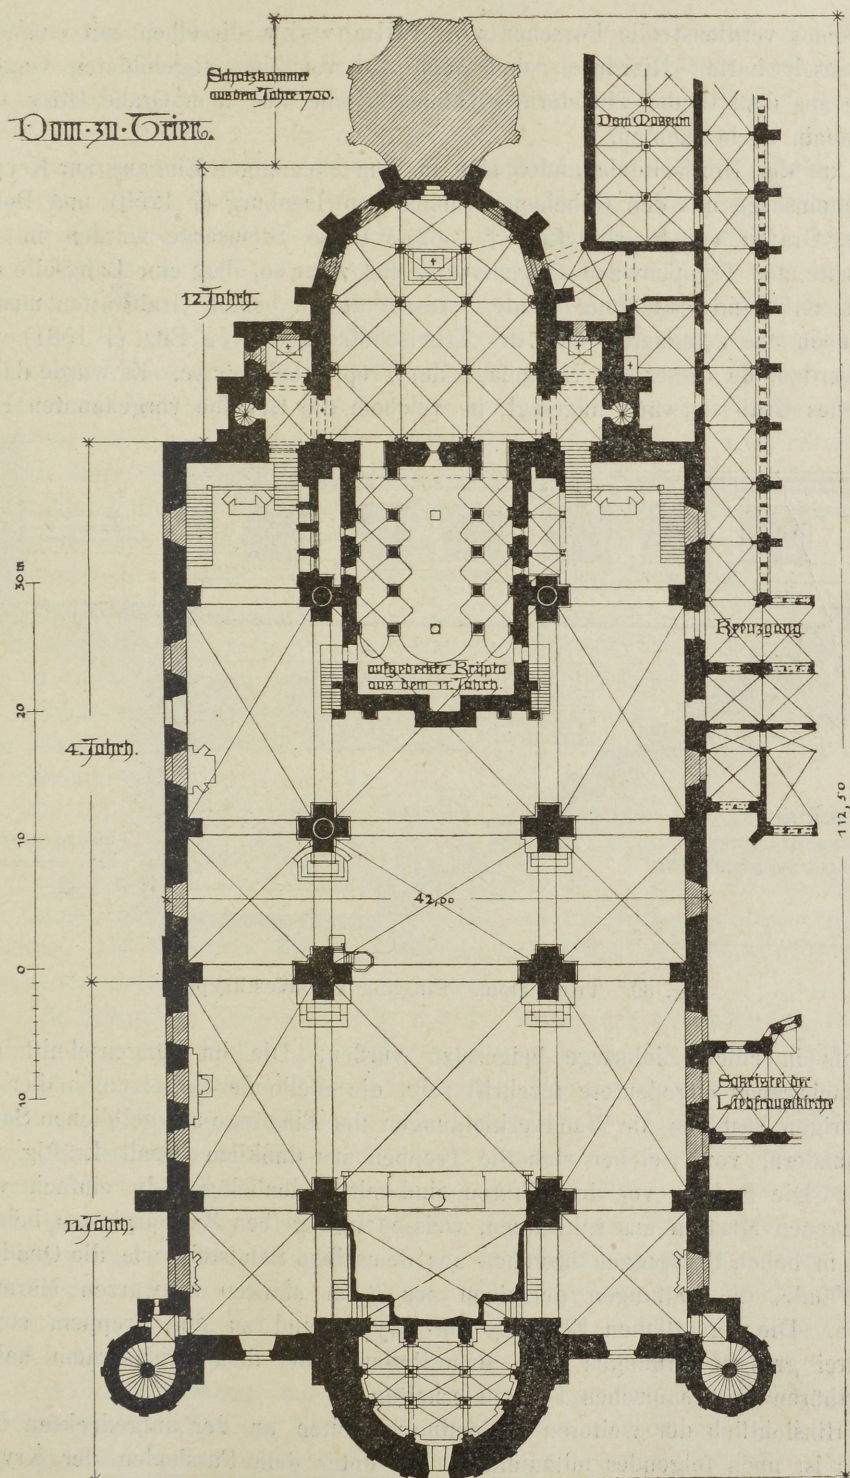 Schatzkammer
aus dem Jahre 1700.
Dom·zu·Trier.
Dom Museum
12. Jahrh.
30 m
Kreuzgang
aufgedeckte Krÿpta
aus dem 11. Jahrh.
20
4. Jahrh.
112,50
10
42,00
0
Sakristei der
Liebfrauenkirche
10
11. Jahrh.